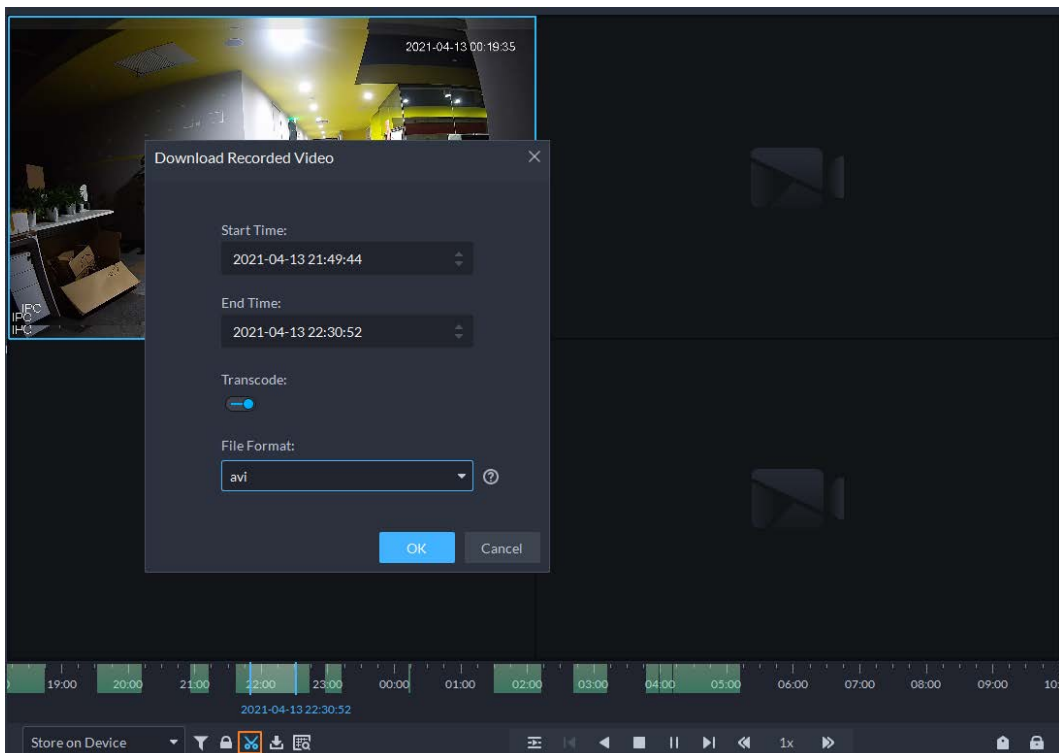 2021-04-13 00:19:35
Download Recorded Video
Start Time:
2021-04-13 21:49:44
End Time:
2021-04-13 22:30:52
Transcode:
File Format:
avi
OK Cancel
IPC
IPC
IPC
19:00 20:00 21:00 22:00 23:00 00:00 01:00 02:00 03:00 04:00 05:00 06:00 07:00 08:00 09:00 10:
2021-04-13 22:30:52
Store on Device 1x